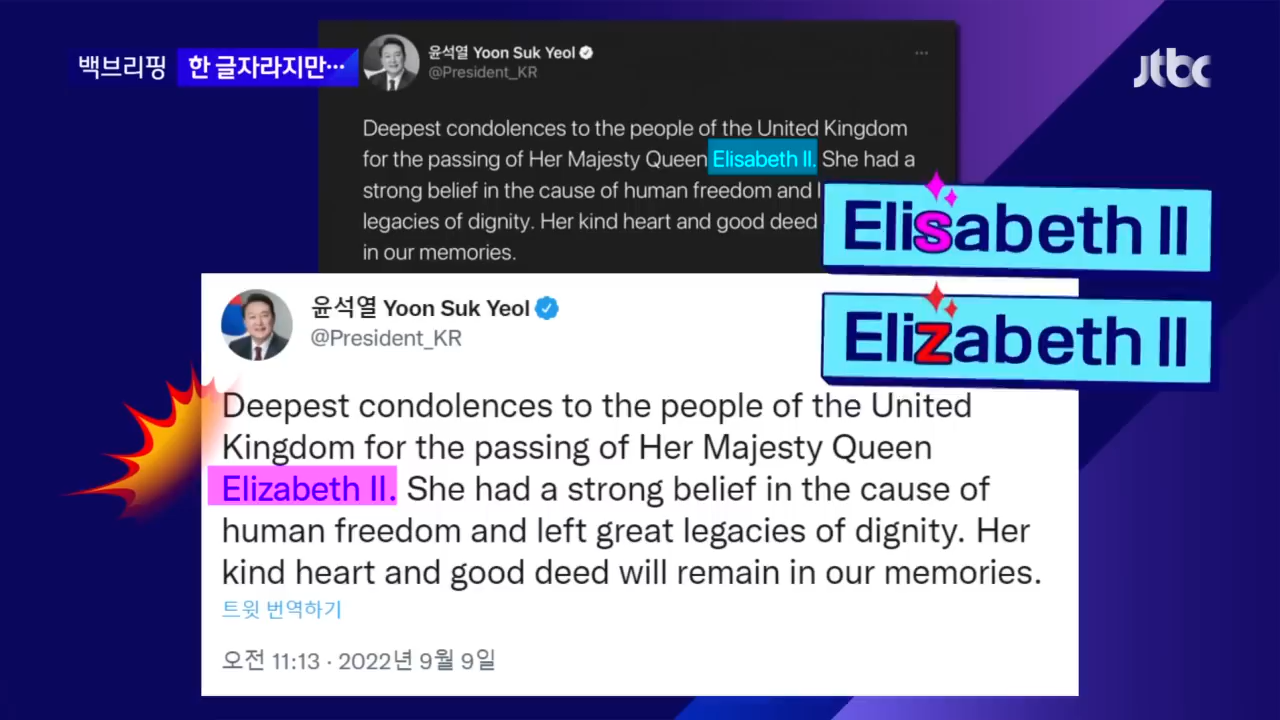 백브리핑 한 글자라지만…
jtbc
윤석열 Yoon Suk Yeol
@President_KR
Deepest condolences to the people of the United Kingdom
for the passing of Her Majesty Queen Elisabeth II. She had a
strong belief in the cause of human freedom and l
legacies of dignity. Her kind heart and good deed
in our memories.
Elisabeth II
Elizabeth II
윤석열 Yoon Suk Yeol
@President_KR
Deepest condolences to the people of the United
Kingdom for the passing of Her Majesty Queen
Elizabeth II. She had a strong belief in the cause of
human freedom and left great legacies of dignity. Her
kind heart and good deed will remain in our memories.
트윗 번역하기
오전 11:13 · 2022년 9월 9일